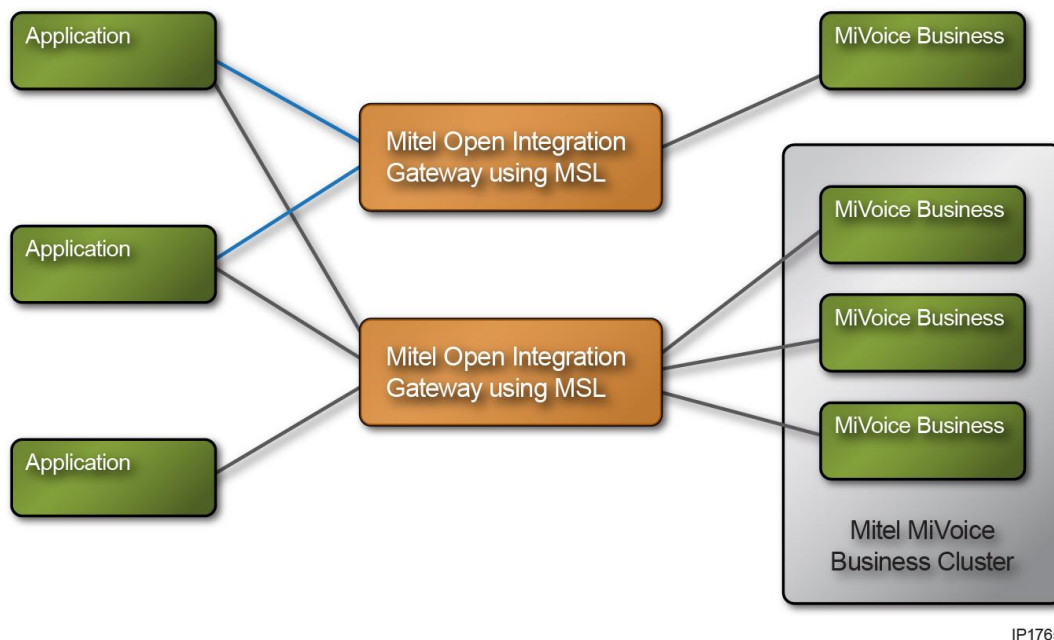 Application
MiVoice Business
Mitel Open Integration
Gateway using MSL
MiVoice Business
Application
MiVoice Business
Mitel Open Integration
Gateway using MSL
MiVoice Business
Application
Mitel MiVoice
Business Cluster